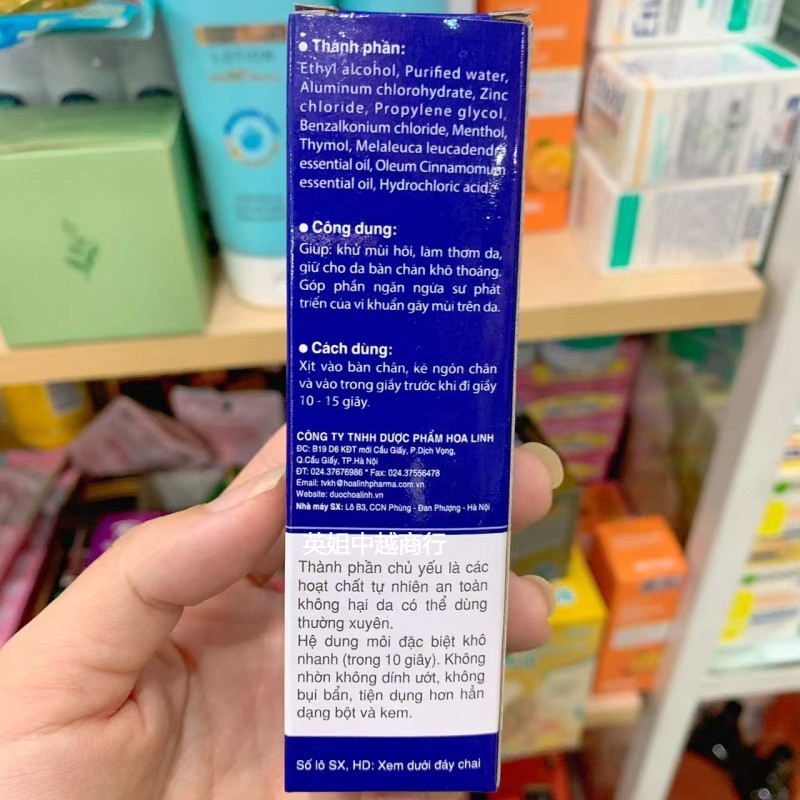 • Thành phần:
Ethyl alcohol, Purified water,
Aluminum chlorohydrate, Zinc
chloride, Propylene glycol,
Benzalkonium chloride, Menthol,
Thymol, Melaleuca leucadendra
essential oil, Oleum Cinnamomum
essential oil, Hydrochloric acid.
• Công dụng:
Giúp: khử mùi hôi, làm thơm da,
giữ cho da bàn chân khô thoáng.
Góp phần ngăn ngừa sự phát
triển của vi khuẩn gây mùi trên da.
• Cách dùng:
Xịt vào bàn chân, kẽ ngón chân
và vào trong giầy trước khi đi giầy
10 - 15 giây.
CÔNG TY TNHH DƯỢC PHẨM HOA LINH
ĐC: B19 D6 KĐT mới Cầu Giấy, P.Dịch Vọng,
Q.Cầu Giấy, TP.Hà Nội
ĐT: 024.37676986 * Fax: 024.37556478
Email: tvkh@hoalinhpharma.com.vn
Website: duochoalinh.vn
Nhà máy SX: Lô B3, CCN Phùng - Đan Phượng - Hà Nội
英姐中越商行
Thành phần chủ yếu là các
hoạt chất tự nhiên an toàn
không hại da có thể dùng
thường xuyên.
Hệ dung môi đặc biệt khô
nhanh (trong 10 giây). Không
nhờn không dính ướt, không
bụi bẩn, tiện dụng hơn hẳn
dạng bột và kem.
Số lô SX, HD: Xem dưới đáy chai
LOTION